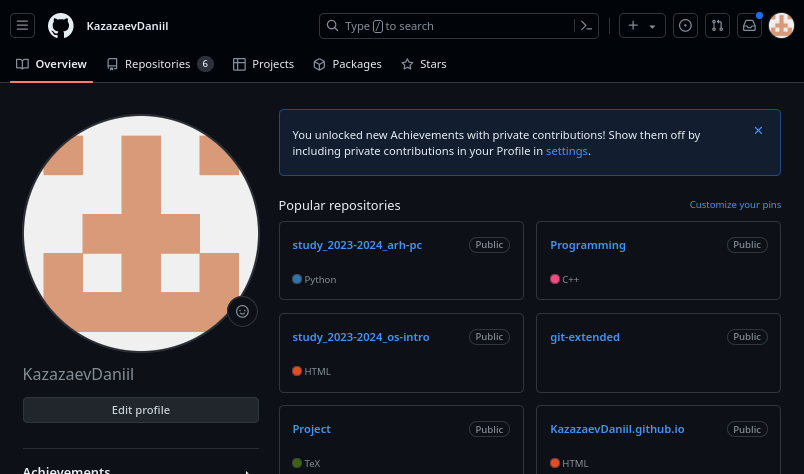 KazazaevDaniil
Type / to search
Overview
Repositories 6
Projects
Packages
Stars
You unlocked new Achievements with private contributions! Show them off by
including private contributions in your Profile in settings.
Popular repositories
Customize your pins
study_2023-2024_arh-pc Public
Python
Programming Public
C++
study_2023-2024_os-intro Public
HTML
git-extended Public
Project Public
TeX
KazazaevDaniil.github.io Public
HTML
KazazaevDaniil
Edit profile
Achievements